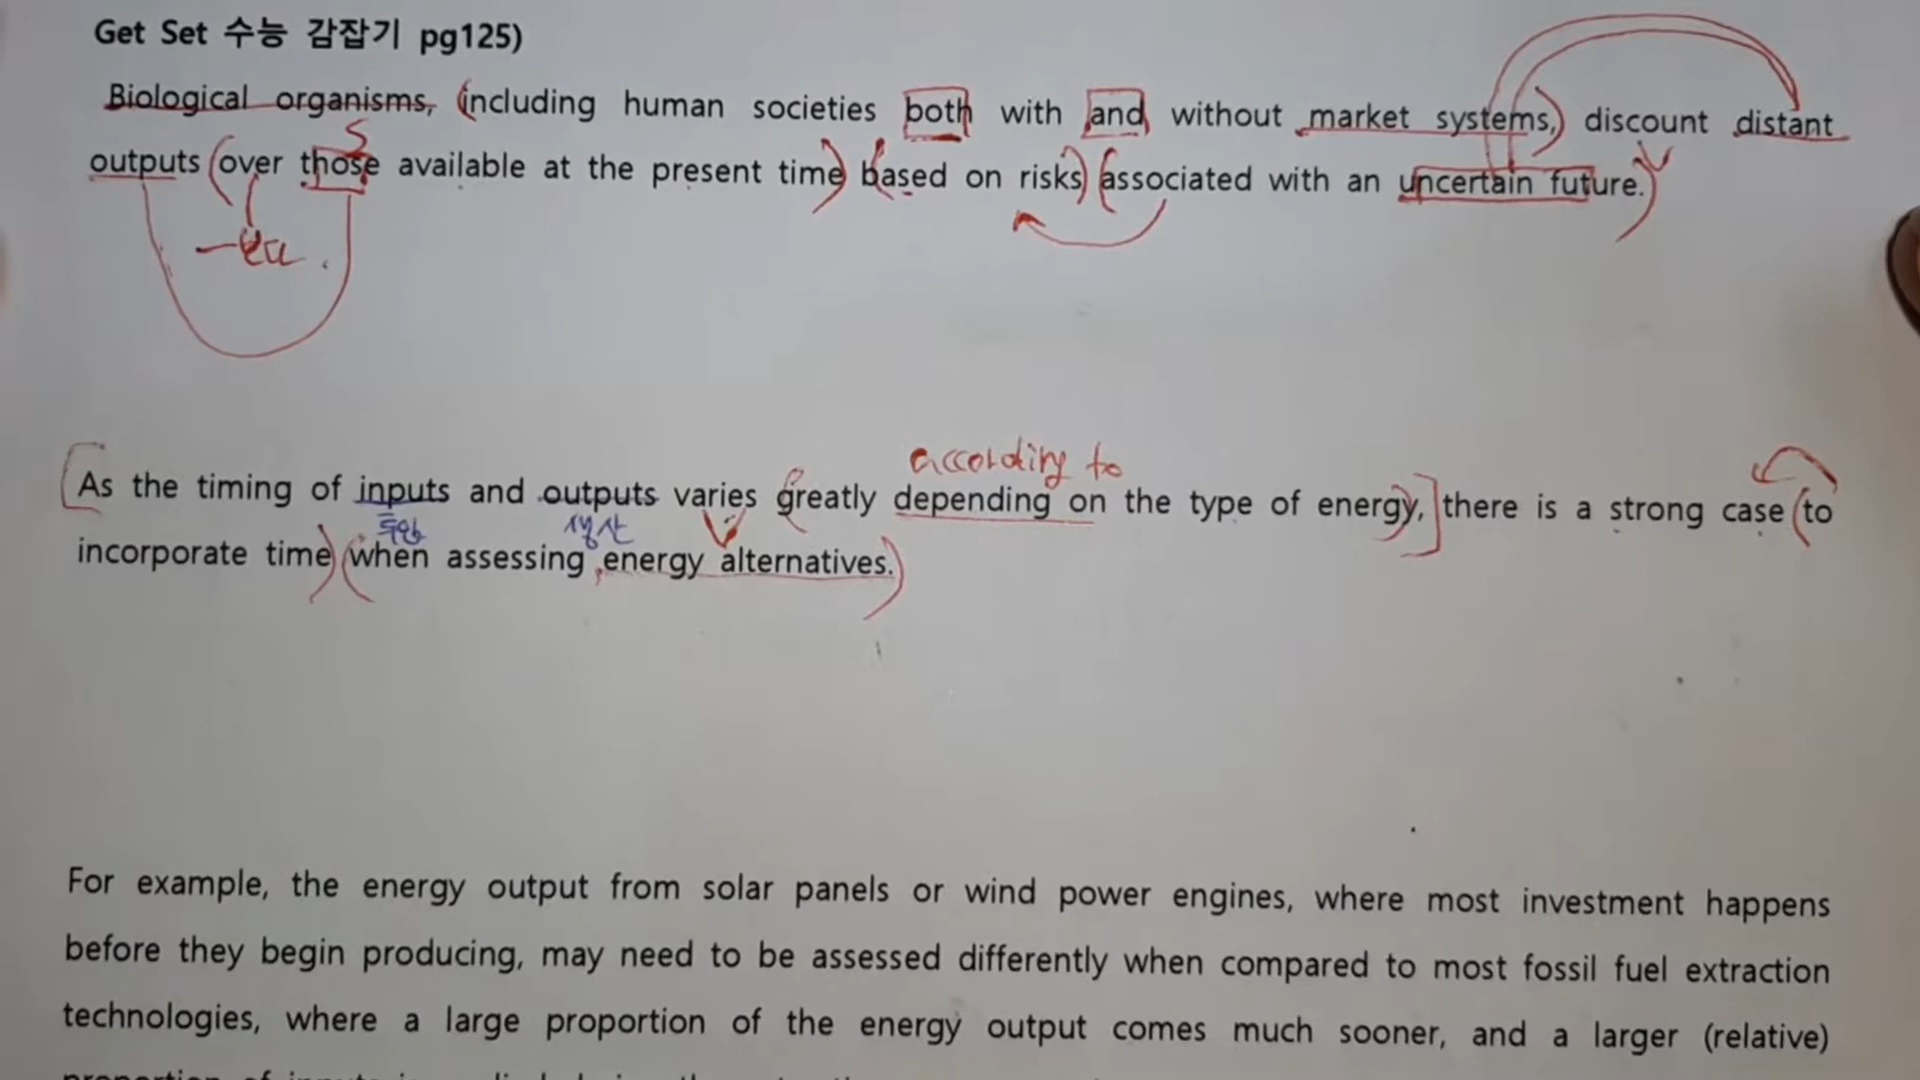 Get Set 수능 감잡기 pg125)
Biological organisms, including human societies both with and without market systems, discount distant
s
outputs over those available at the present time based on risks associated with an uncertain future.
according to
As the timing of inputs and outputs varies greatly depending on the type of energy, there is a strong case to
투입 생산
incorporate time when assessing energy alternatives.
For example, the energy output from solar panels or wind power engines, where most investment happens
before they begin producing, may need to be assessed differently when compared to most fossil fuel extraction
technologies, where a large proportion of the energy output comes much sooner, and a larger (relative)